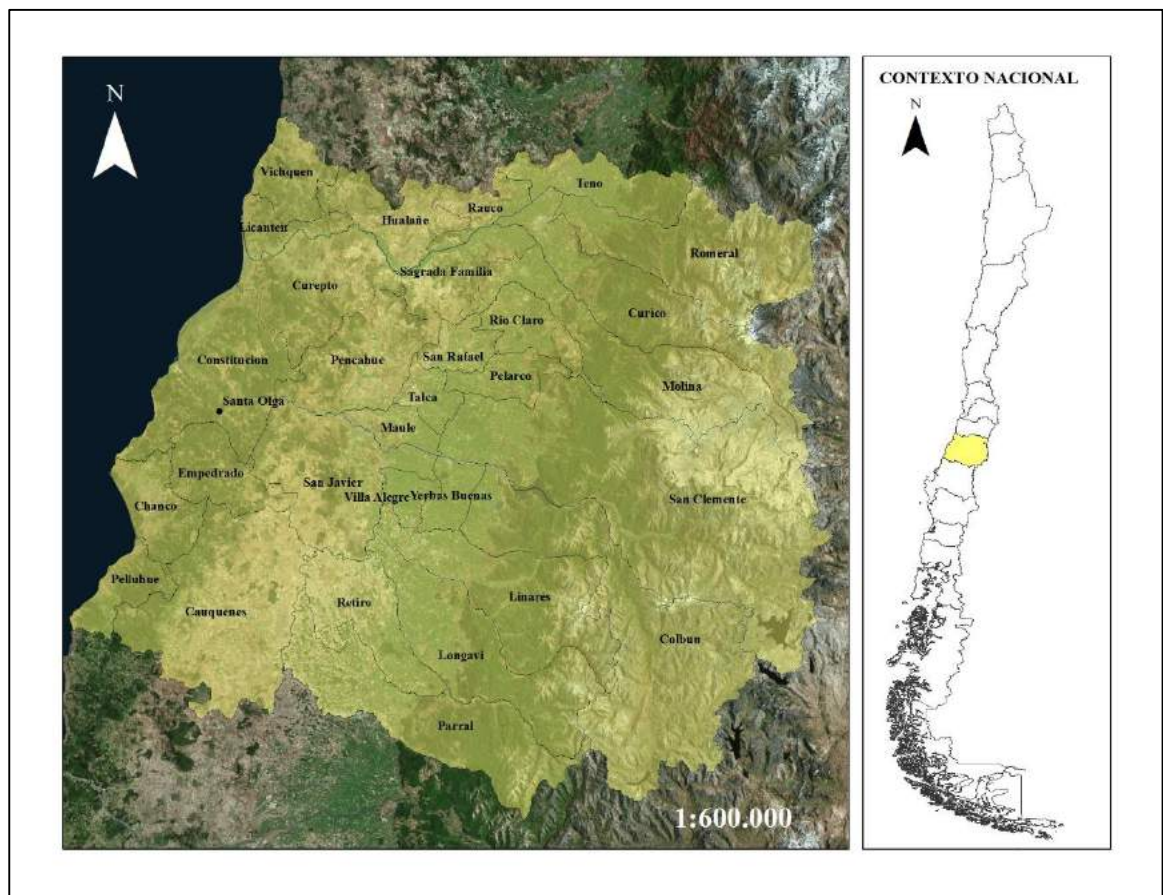 N
Vichquen
Teno
Rauco
Hualañe
Licanten
Romeral
Sagrada Familia
Curepto
Curico
Rio Claro
Constitucion
Pencahue
San Rafael
Pelarco
Molina
Talca
Santa Olga
Maule
Empedrado
San Javier
Villa Alegre
Yerbas Buenas
San Clemente
Chanco
Pelluhue
Cauquenes
Retiro
Linares
Colbun
Longavi
Parral
1:600.000
CONTEXTO NACIONAL
N